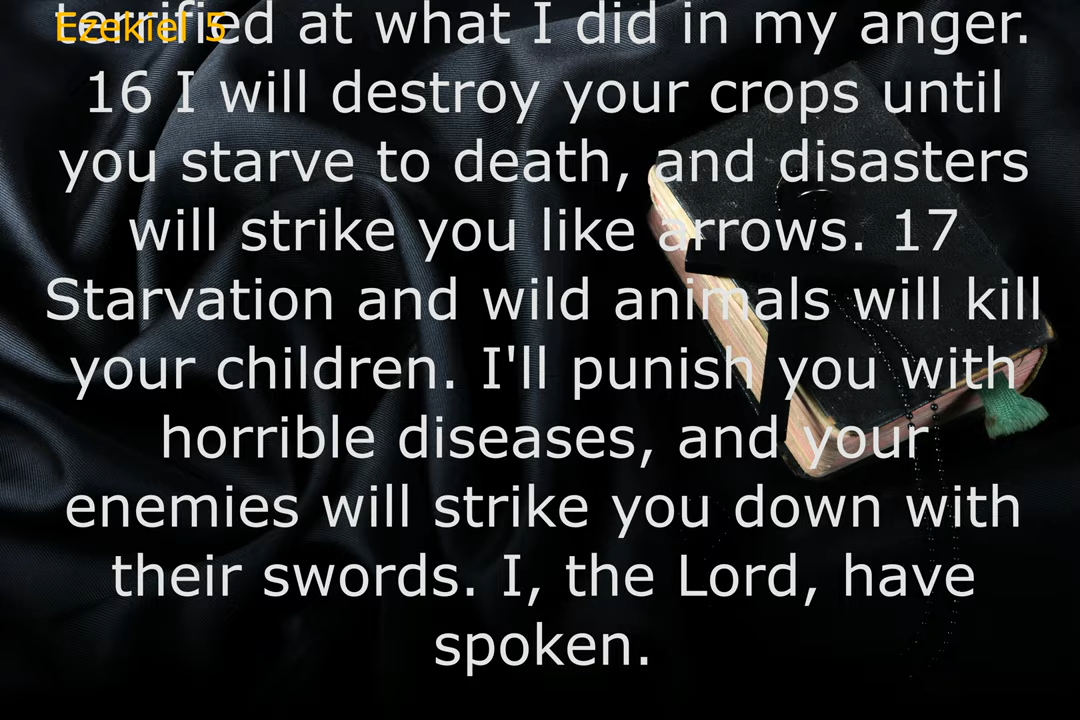 Ezekiel 5
terrified at what I did in my anger.
16 I will destroy your crops until
you starve to death, and disasters
will strike you like arrows. 17
Starvation and wild animals will kill
your children. I'll punish you with
horrible diseases, and your
enemies will strike you down with
their swords. I, the Lord, have
spoken.